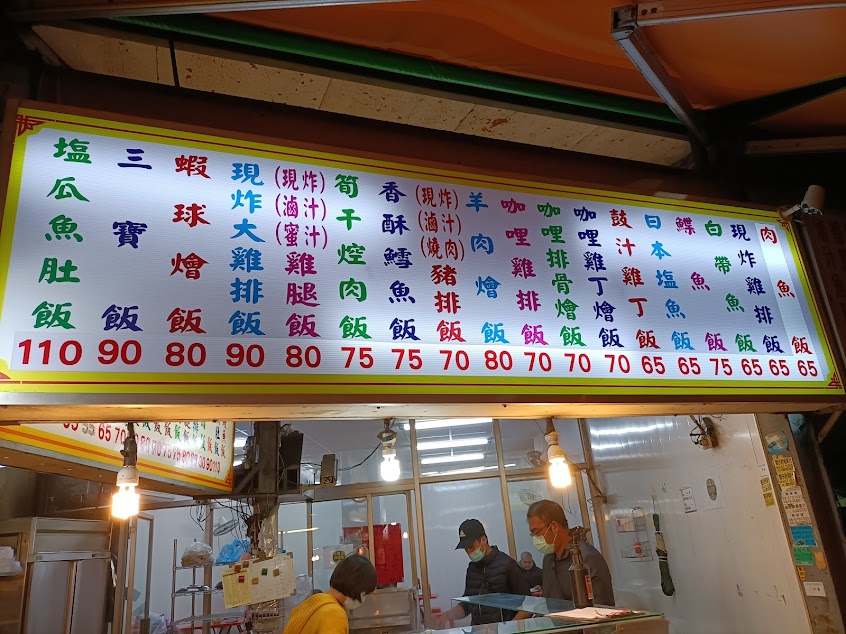 塩瓜魚肚飯 110
三寶飯 90
蝦球燴飯 80
現炸大雞排飯 90
(現炸)(滷汁)(蜜汁)雞腿飯 80
筍干焢肉飯 75
香酥鱈魚飯 75
(現炸)(滷汁)(燒肉)豬排飯 70
羊肉燴飯 80
咖哩雞排飯 70
咖哩排骨燴飯 70
咖哩雞丁燴飯 70
鼓汁雞丁飯 65
日本塩魚飯 65
鰈魚飯 75
白帶魚飯 65
現炸雞排飯 65
肉魚飯 65